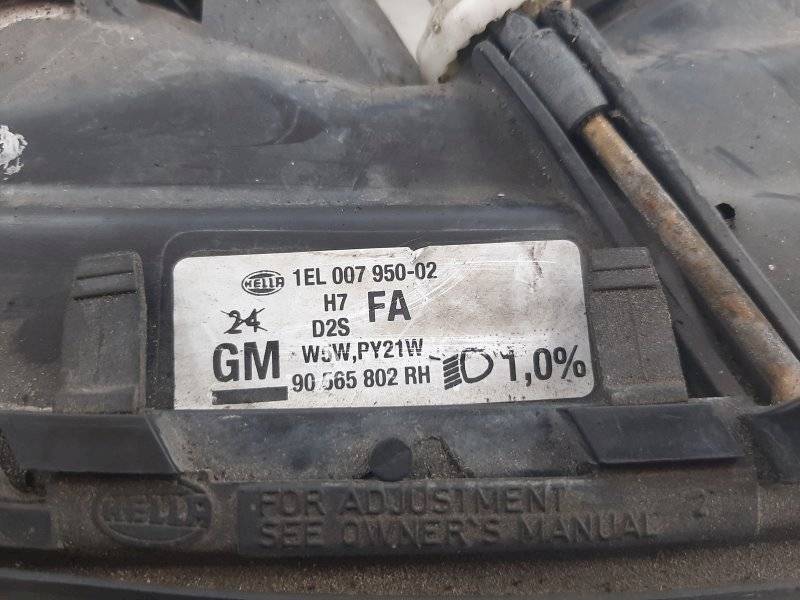 HELLA 1EL 007 950-02
H7 FA
24 D2S
GM W5W,PY21W
90 565 802 RH 1,0%
HELLA FOR ADJUSTMENT 2
SEE OWNER'S MANUAL